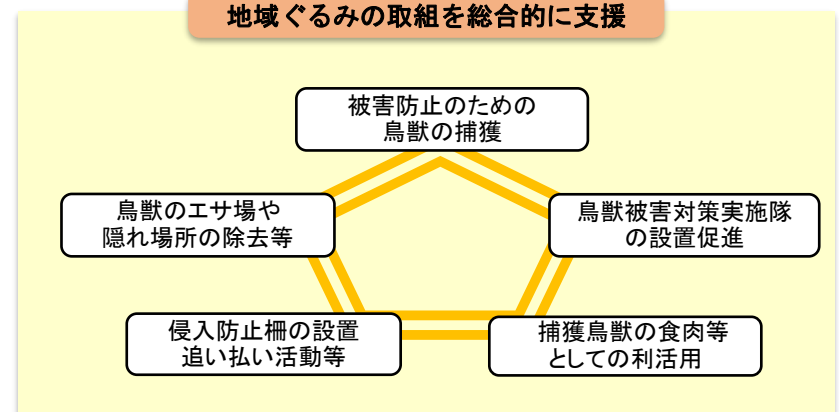 地域ぐるみの取組を総合的に支援
被害防止のための
鳥獣の捕獲
鳥獣のエサ場や
隠れ場所の除去等
鳥獣被害対策実施隊
の設置促進
侵入防止柵の設置
追い払い活動等
捕獲鳥獣の食肉等
としての利活用